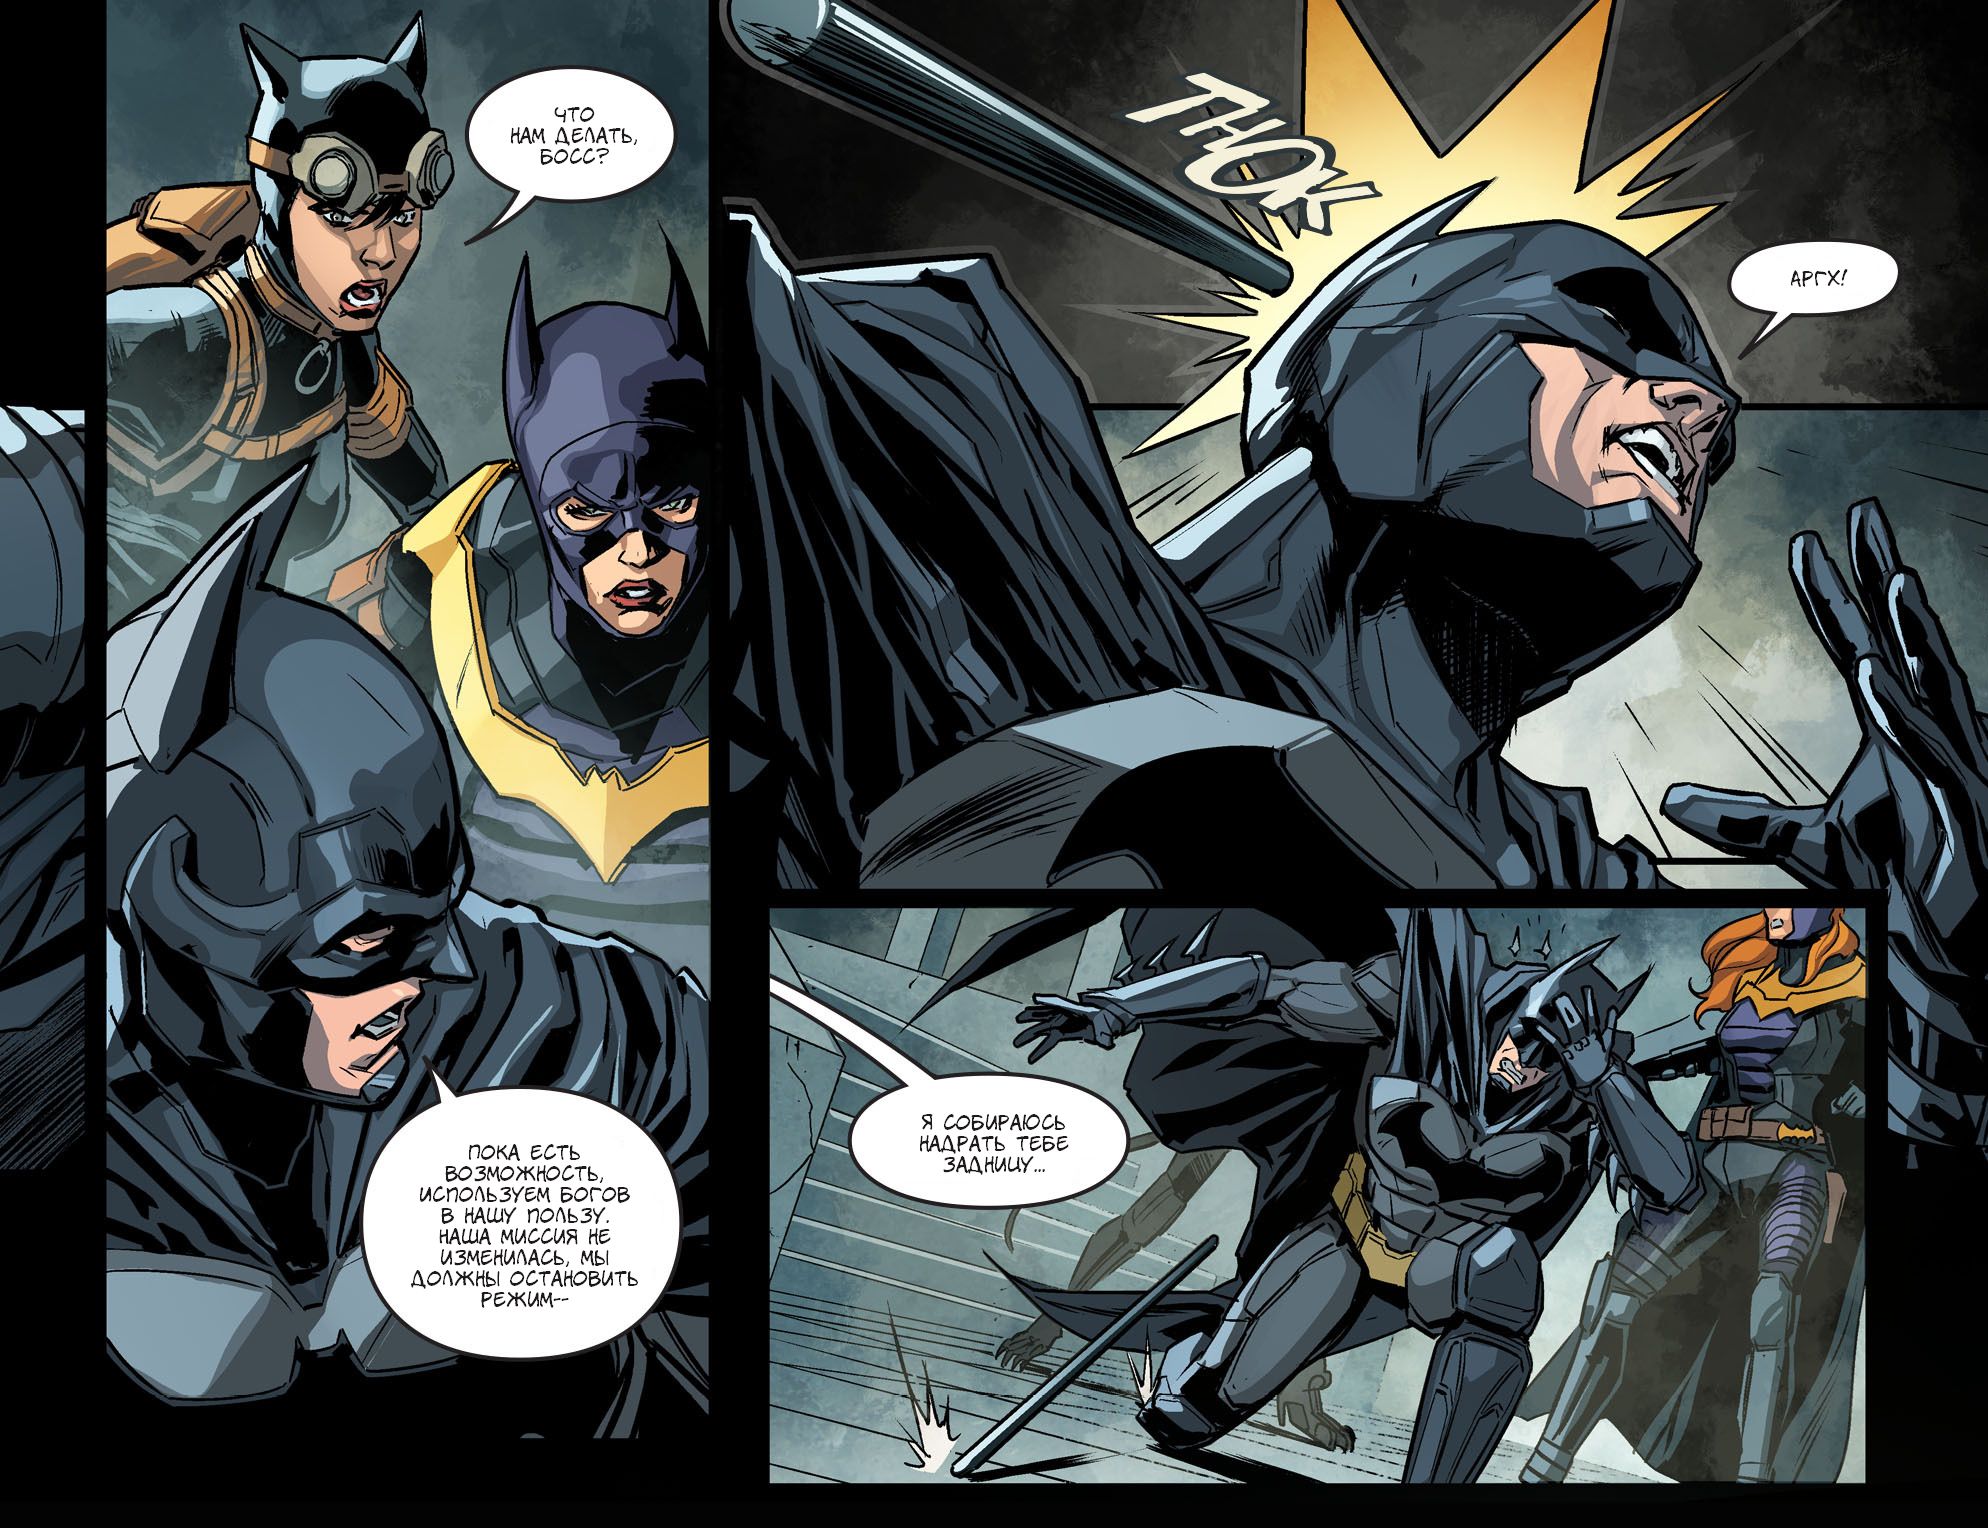 ЧТО
НАМ ДЕЛАТЬ,
БОСС?
ПОКА ЕСТЬ
ВОЗМОЖНОСТЬ,
ИСПОЛЬЗУЕМ БОГОВ
В НАШУ ПОЛЬЗУ.
НАША МИССИЯ НЕ
ИЗМЕНИЛАСЬ, МЫ
ДОЛЖНЫ ОСТАНОВИТЬ
РЕЖИМ--
THOK
АРГХ!
Я СОБИРАЮСЬ
НАДРАТЬ ТЕБЕ
ЗАДНИЦУ...